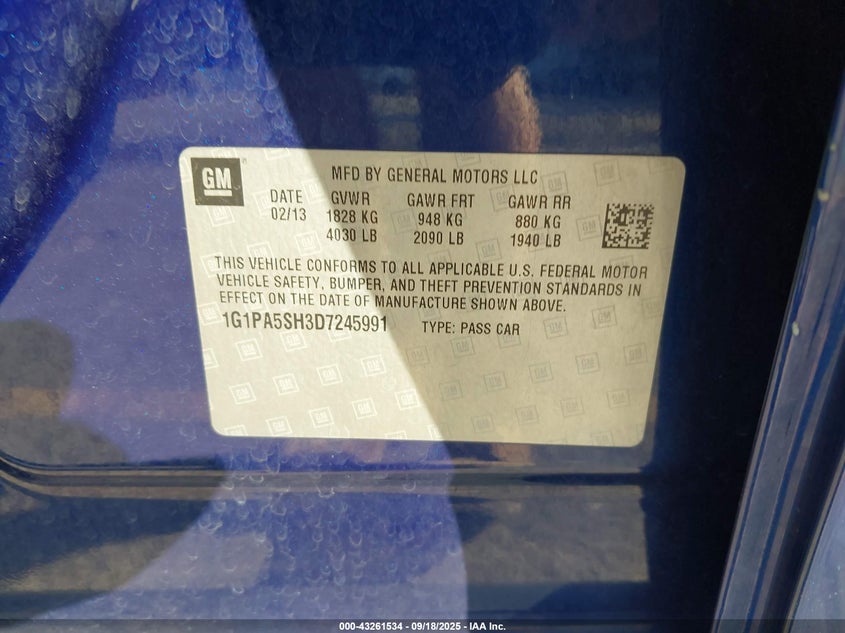 GM
MFD BY GENERAL MOTORS LLC
DATE GVWR GAWR FRT GAWR RR
02/13 1828 KG 948 KG 880 KG
4030 LB 2090 LB 1940 LB
THIS VEHICLE CONFORMS TO ALL APPLICABLE U.S. FEDERAL MOTOR
VEHICLE SAFETY, BUMPER, AND THEFT PREVENTION STANDARDS IN
EFFECT ON THE DATE OF MANUFACTURE SHOWN ABOVE.
1G1PA5SH3D7245991 TYPE: PASS CAR
000-43261534 - 09/18/2025 - IAA Inc.